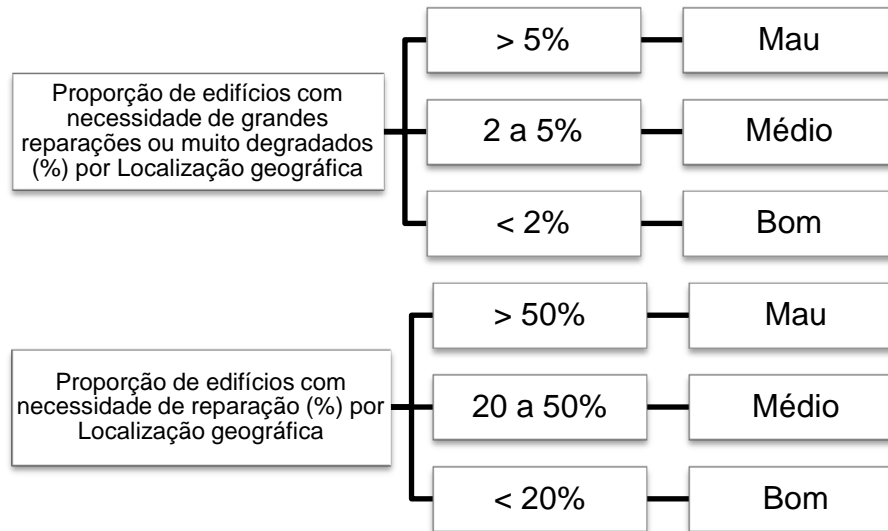 Proporção de edifícios com
necessidade de grandes
reparações ou muito degradados
(%) por Localização geográfica
> 5%
Mau
2 a 5%
Médio
< 2%
Bom
Proporção de edifícios com
necessidade de reparação (%) por
Localização geográfica
> 50%
Mau
20 a 50%
Médio
< 20%
Bom